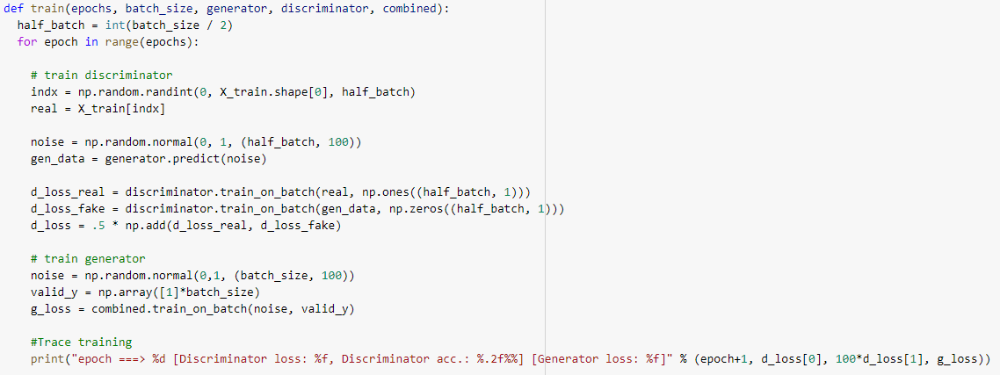 def train(epochs, batch_size, generator, discriminator, combined):
  half_batch = int(batch_size / 2)
  for epoch in range(epochs):

    # train discriminator
    indx = np.random.randint(0, X_train.shape[0], half_batch)
    real = X_train[indx]

    noise = np.random.normal(0, 1, (half_batch, 100))
    gen_data = generator.predict(noise)

    d_loss_real = discriminator.train_on_batch(real, np.ones((half_batch, 1)))
    d_loss_fake = discriminator.train_on_batch(gen_data, np.zeros((half_batch, 1)))
    d_loss = .5 * np.add(d_loss_real, d_loss_fake)

    # train generator
    noise = np.random.normal(0,1, (batch_size, 100))
    valid_y = np.array([1]*batch_size)
    g_loss = combined.train_on_batch(noise, valid_y)

    #Trace training
    print("epoch ===> %d [Discriminator loss: %f, Discriminator acc.: %.2f%%] [Generator loss: %f]" % (epoch+1, d_loss[0], 100*d_loss[1], g_loss))